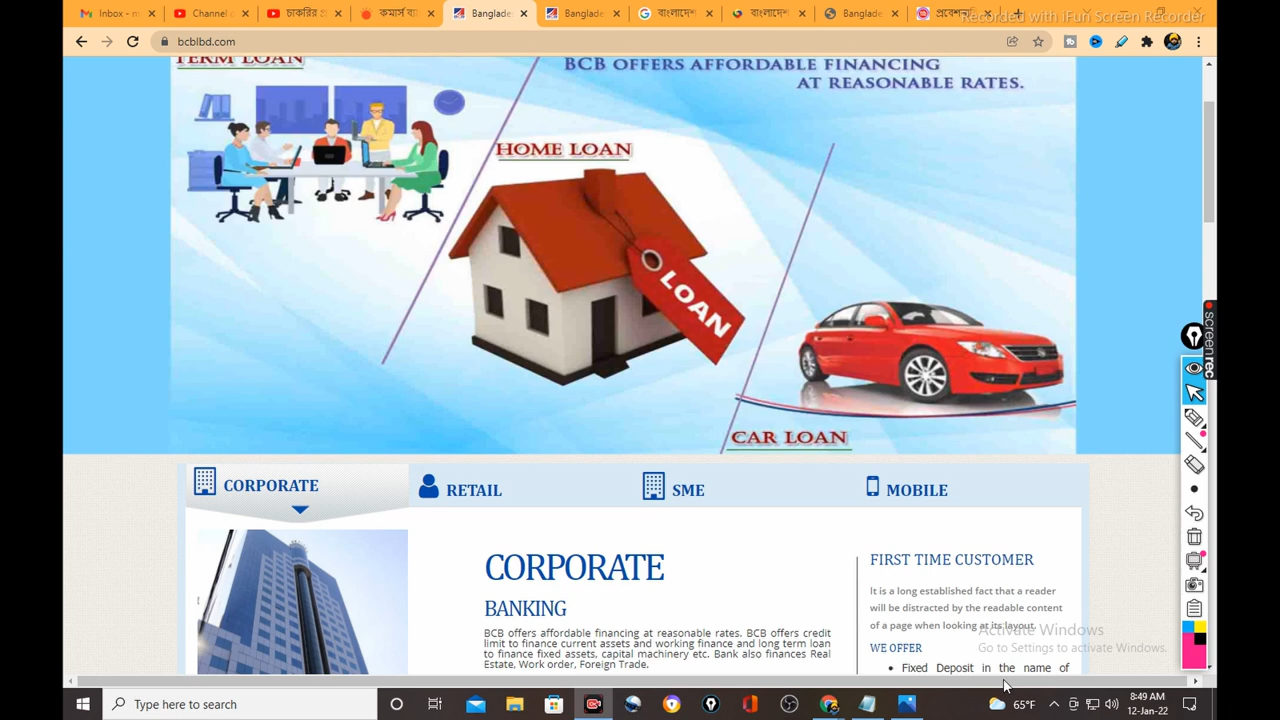 Inbox - m
Channel c
চাকরির প্র
কমার্স ব্যা
Banglades
Banglade
বাংলাদেশ
বাংলাদেশ
Banglade
প্রবেশপত্র
Recorded with iFun Screen Recorder
bcblbd.com
TERM LOAN
BCB OFFERS AFFORDABLE FINANCING
AT REASONABLE RATES.
HOME LOAN
LOAN
CAR LOAN
screenrec
CORPORATE
RETAIL
SME
MOBILE
CORPORATE
BANKING
BCB offers affordable financing at reasonable rates. BCB offers credit
limit to finance current assets and working finance and long term loan
to finance fixed assets, capital machinery etc. Bank also finances Real
Estate, Work order, Foreign Trade.
FIRST TIME CUSTOMER
It is a long established fact that a reader
will be distracted by the readable content
of a page when looking at its layout.
WE OFFER
Fixed Deposit in the name of
Activate Windows
Go to Settings to activate Windows.
Type here to search
65°F
8:49 AM
12-Jan-22